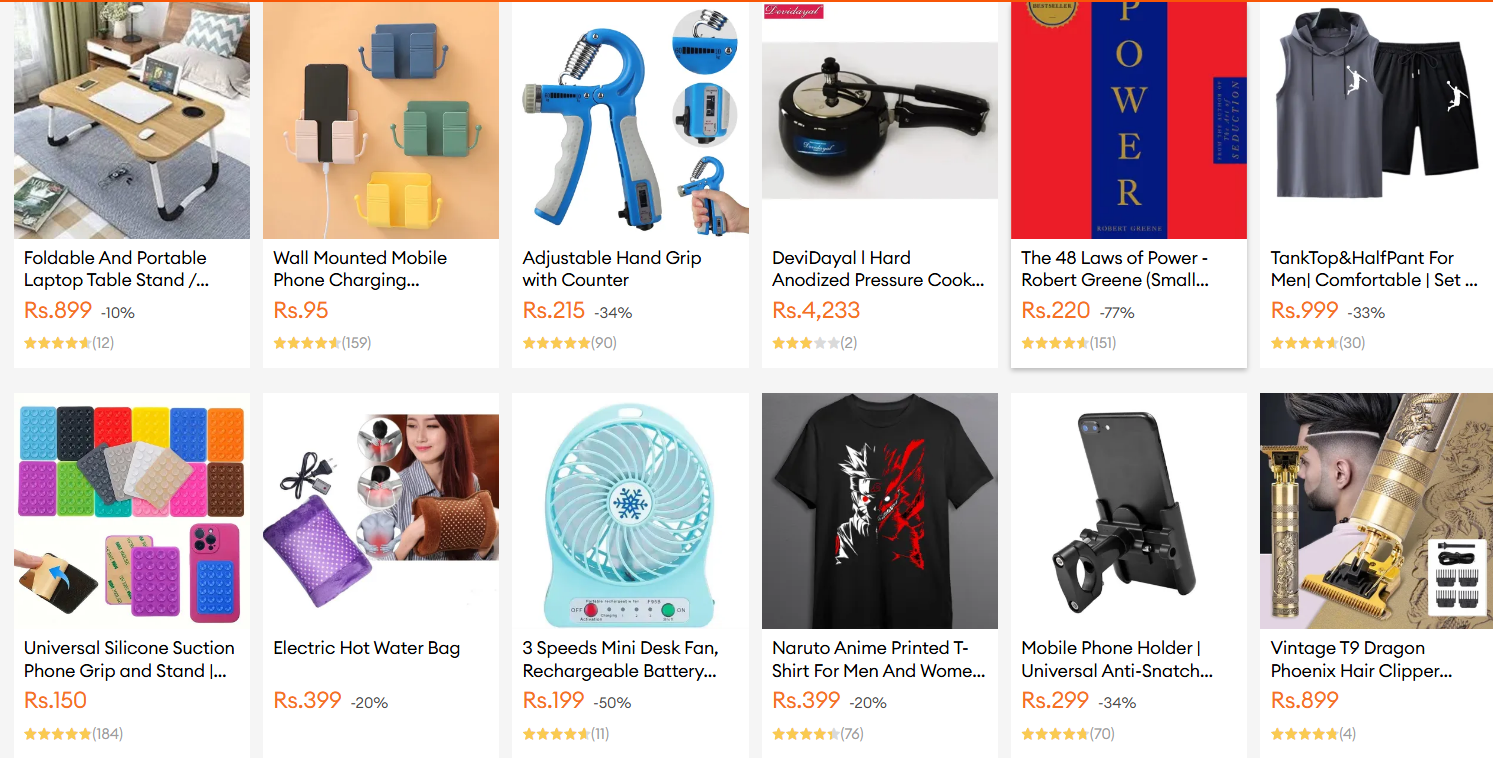 Devidayal
BESTSELLER
P
O
W
E
R
FROM THE AUTHOR OF
The Art of
SEDUCTION
ROBERT GREENE
Devidayal
Foldable And Portable
Laptop Table Stand /...
Rs.899 -10%
(12)
Wall Mounted Mobile
Phone Charging...
Rs.95
(159)
Adjustable Hand Grip
with Counter
Rs.215 -34%
(90)
DeviDayal l Hard
Anodized Pressure Cook...
Rs.4,233
(2)
The 48 Laws of Power -
Robert Greene (Small...
Rs.220 -77%
(151)
TankTop&HalfPant For
Men| Comfortable | Set ...
Rs.999 -33%
(30)
OFF
ON
Universal Silicone Suction
Phone Grip and Stand |...
Rs.150
(184)
Electric Hot Water Bag
Rs.399 -20%
3 Speeds Mini Desk Fan,
Rechargeable Battery...
Rs.199 -50%
(11)
Naruto Anime Printed T-
Shirt For Men And Wome...
Rs.399 -20%
(76)
Mobile Phone Holder |
Universal Anti-Snatch...
Rs.299 -34%
(70)
Vintage T9 Dragon
Phoenix Hair Clipper...
Rs.899
(4)